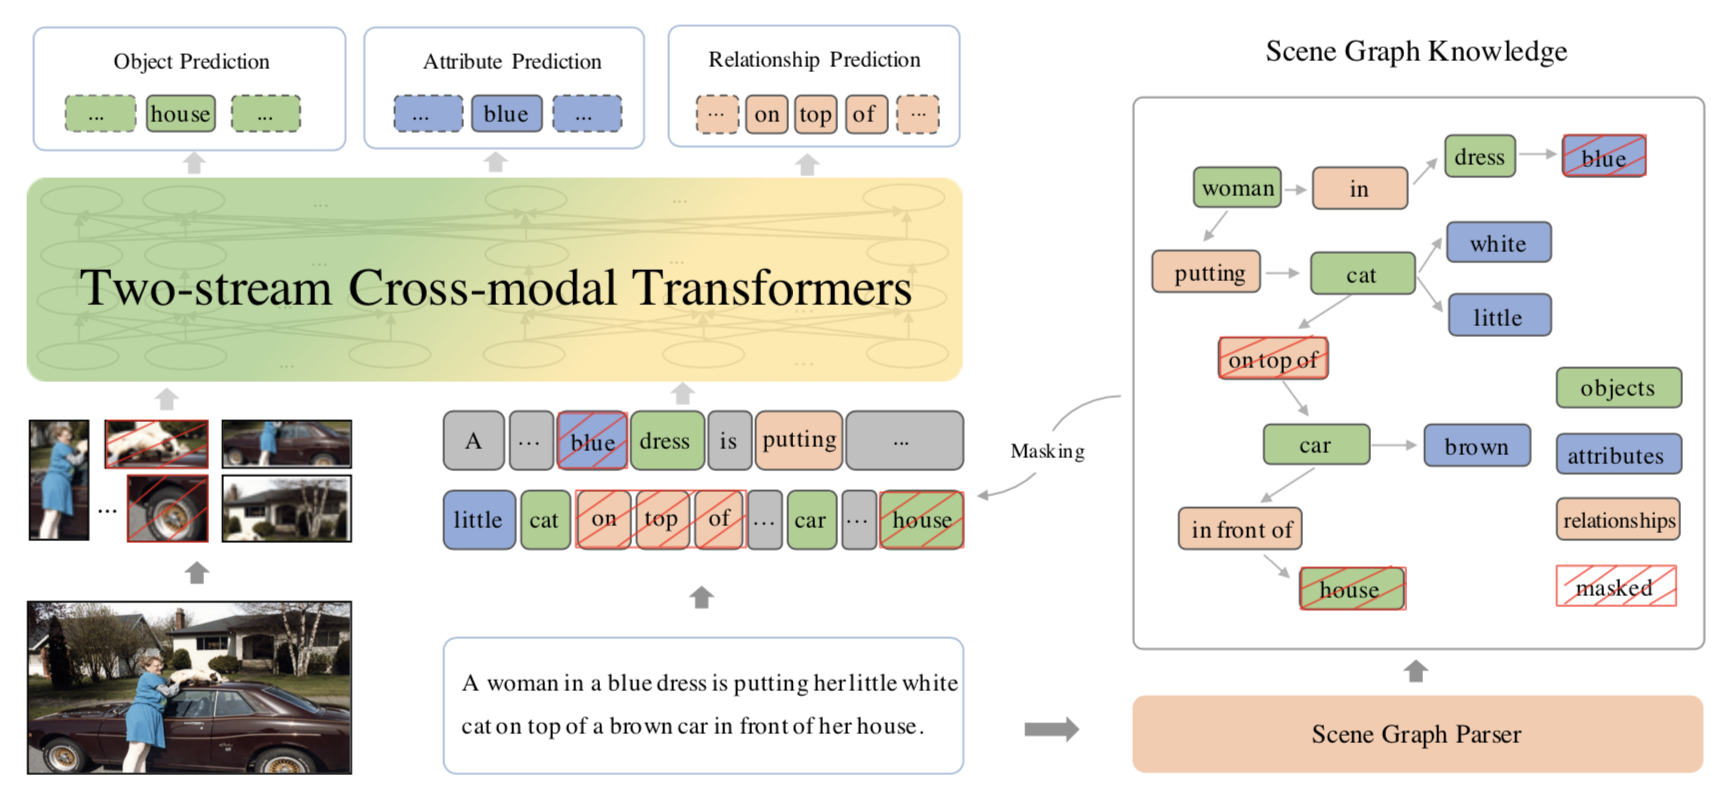 Object Prediction
... house ...
Attribute Prediction
... blue ...
Relationship Prediction
... on top of ...
Two-stream Cross-modal Transformers
...
A ... blue dress is putting ...
little cat on top of ... car ... house
Masking
A woman in a blue dress is putting her little white
cat on top of a brown car in front of her house.
Scene Graph Knowledge
woman in dress blue
putting cat white
little
on top of
car brown
in front of
house
objects
attributes
relationships
masked
Scene Graph Parser